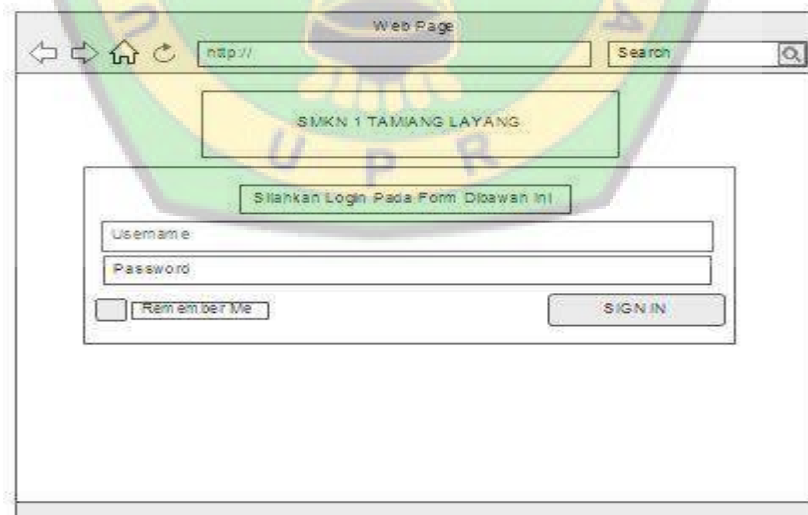 Web Page
http:// Search
SMKN 1 TAMIANG LAYANG
UPR
Silahkan Login Pada Form Dibawah Ini
Username
Password
Remember Me SIGN IN